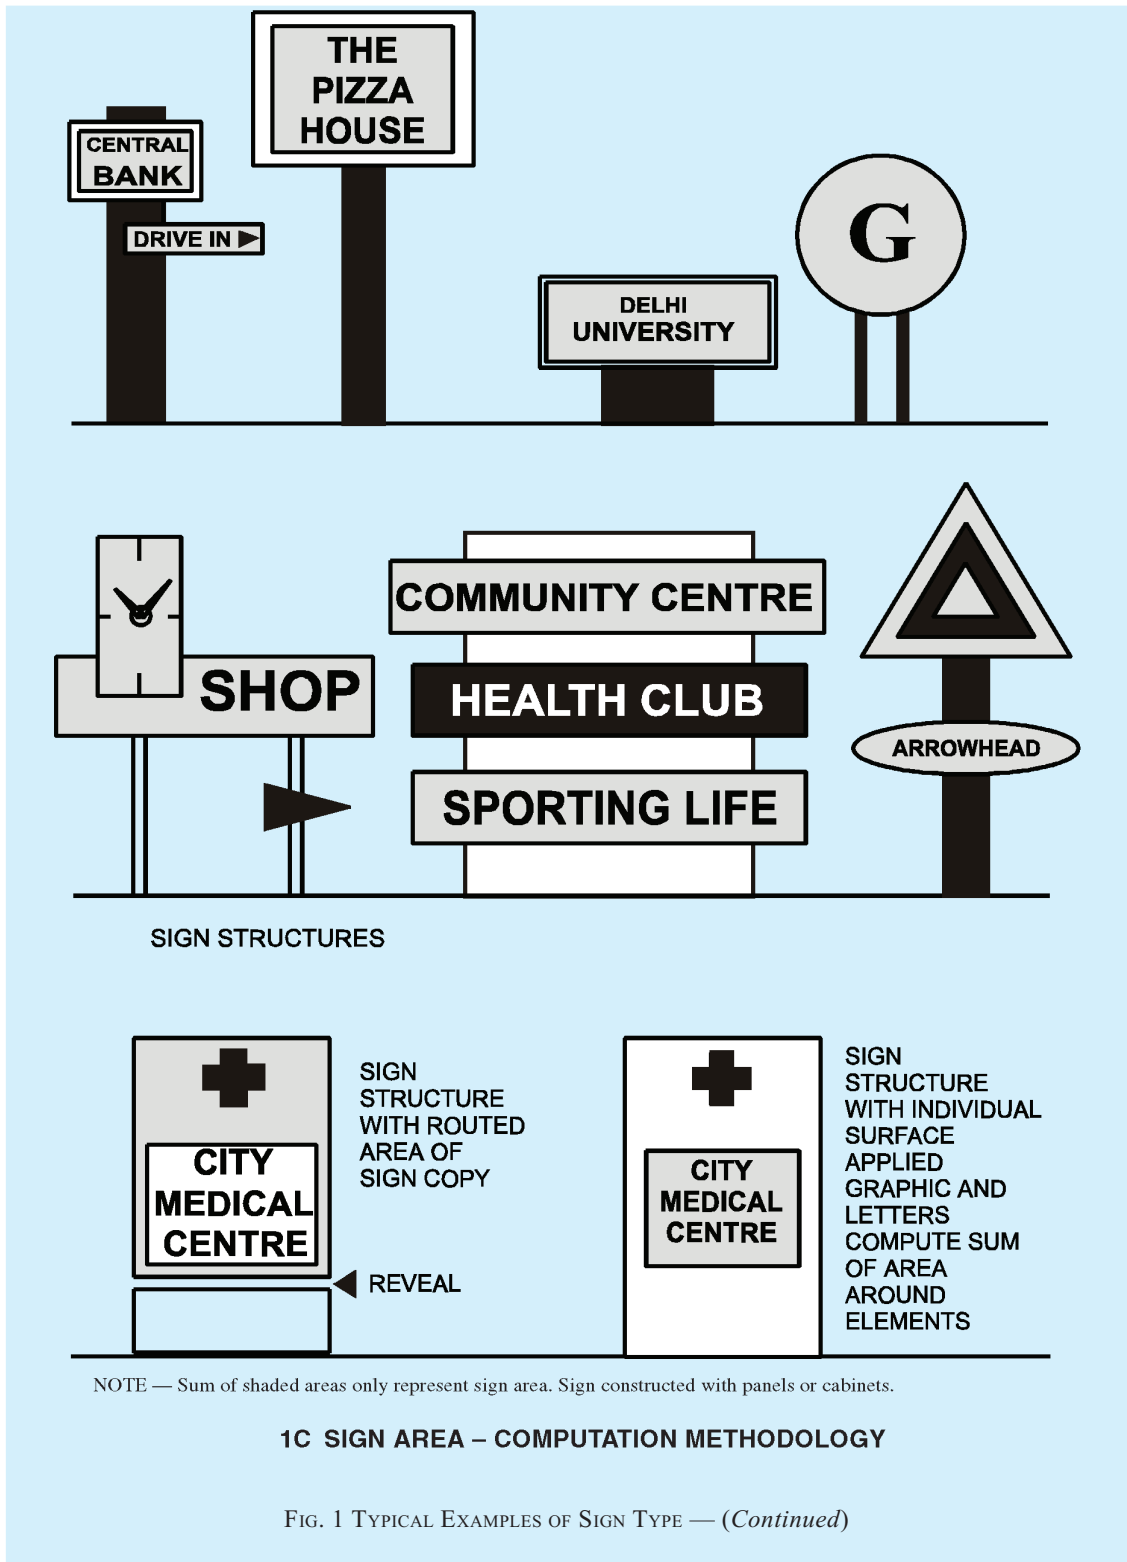 THE
PIZZA
HOUSE
CENTRAL
BANK
DRIVE IN
G
DELHI
UNIVERSITY
SHOP
COMMUNITY CENTRE
HEALTH CLUB
SPORTING LIFE
ARROWHEAD
SIGN STRUCTURES
CITY
MEDICAL
CENTRE
SIGN
STRUCTURE
WITH ROUTED
AREA OF
SIGN COPY
REVEAL
CITY
MEDICAL
CENTRE
SIGN
STRUCTURE
WITH INDIVIDUAL
SURFACE
APPLIED
GRAPHIC AND
LETTERS
COMPUTE SUM
OF AREA
AROUND
ELEMENTS
NOTE — Sum of shaded areas only represent sign area. Sign constructed with panels or cabinets.
1C SIGN AREA – COMPUTATION METHODOLOGY
FIG. 1 TYPICAL EXAMPLES OF SIGN TYPE — (Continued)